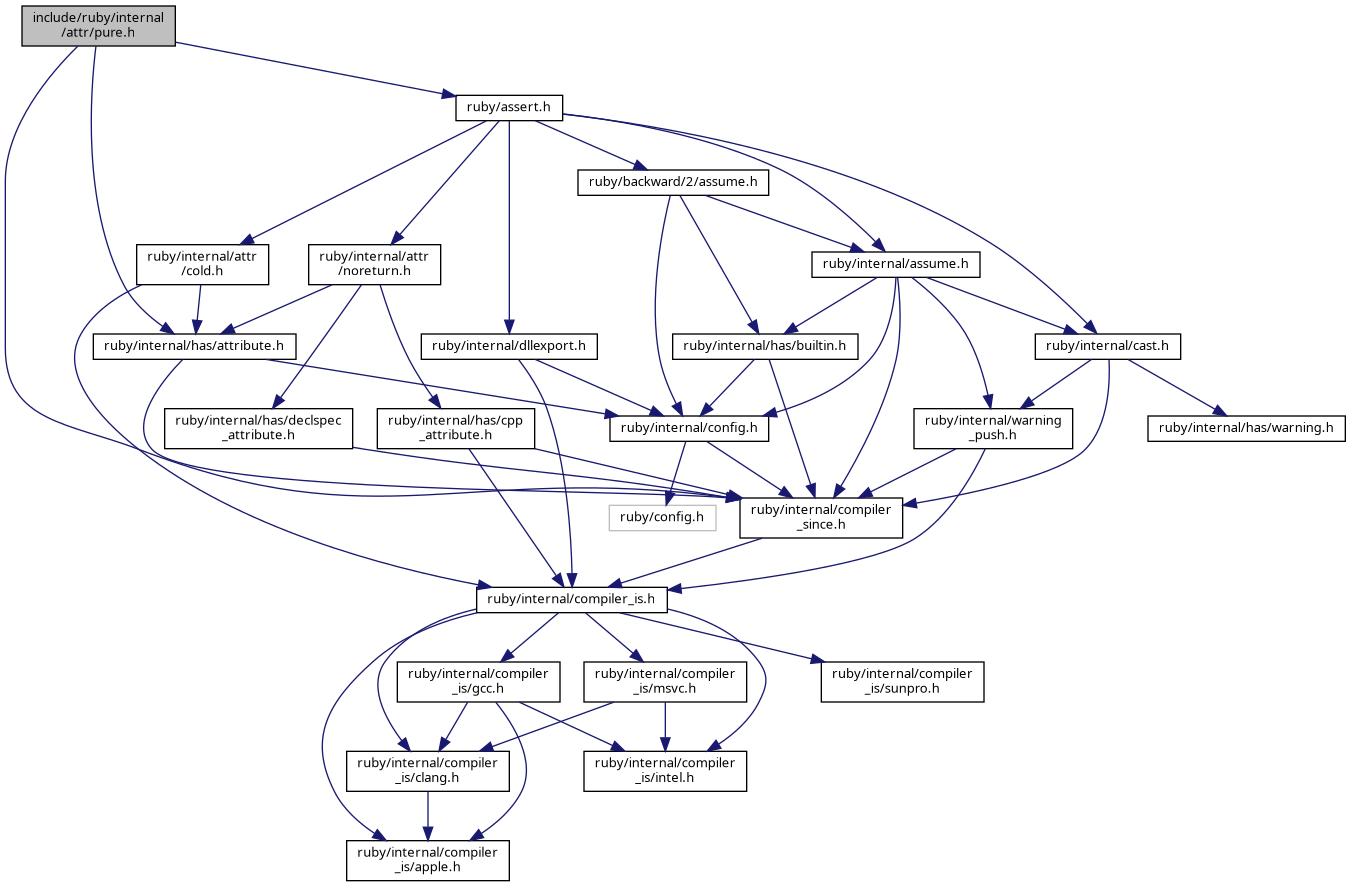 include/ruby/internal
/attr/pure.h
ruby/assert.h
ruby/backward/2/assume.h
ruby/internal/attr
/cold.h
ruby/internal/attr
/noreturn.h
ruby/internal/assume.h
ruby/internal/has/attribute.h
ruby/internal/dllexport.h
ruby/internal/has/builtin.h
ruby/internal/cast.h
ruby/internal/has/declspec
_attribute.h
ruby/internal/has/cpp
_attribute.h
ruby/internal/config.h
ruby/internal/warning
_push.h
ruby/internal/has/warning.h
ruby/config.h
ruby/internal/compiler
_since.h
ruby/internal/compiler_is.h
ruby/internal/compiler
_is/gcc.h
ruby/internal/compiler
_is/msvc.h
ruby/internal/compiler
_is/sunpro.h
ruby/internal/compiler
_is/clang.h
ruby/internal/compiler
_is/intel.h
ruby/internal/compiler
_is/apple.h